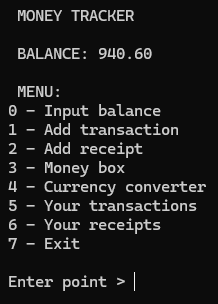 MONEY TRACKER
BALANCE: 940.60
MENU:
0 - Input balance
1 - Add transaction
2 - Add receipt
3 - Money box
4 - Currency converter
5 - Your transactions
6 - Your receipts
7 - Exit
Enter point >